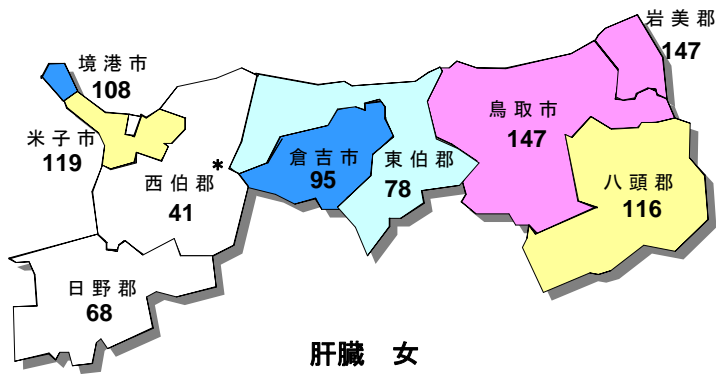 岩美郡
147
境港市
108
鳥取市
147
米子市
119
*
倉吉市
95
東伯郡
78
西伯郡
41
八頭郡
116
日野郡
68
肝臓 女